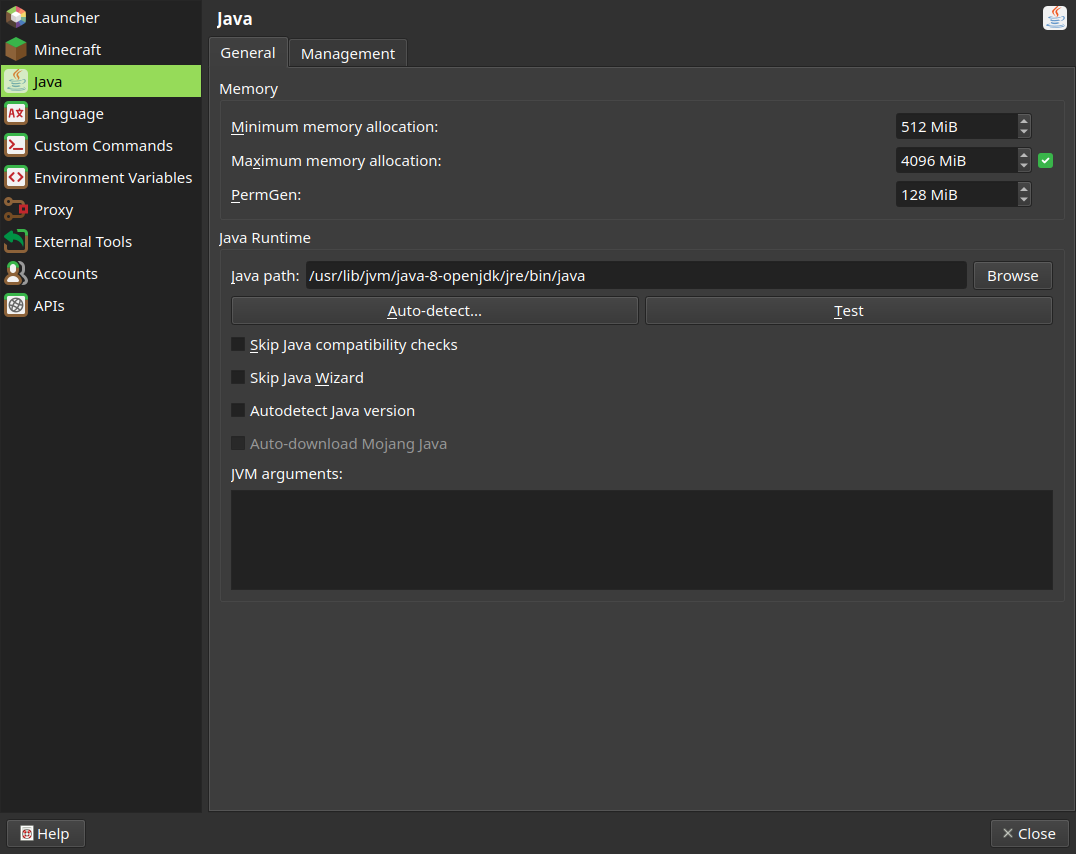 Launcher
Minecraft
Java
Language
Custom Commands
Environment Variables
Proxy
External Tools
Accounts
APIs
Java
General Management
Memory
Minimum memory allocation: 512 MiB
Maximum memory allocation: 4096 MiB
PermGen: 128 MiB
Java Runtime
Java path: /usr/lib/jvm/java-8-openjdk/jre/bin/java Browse
Auto-detect... Test
Skip Java compatibility checks
Skip Java Wizard
Autodetect Java version
Auto-download Mojang Java
JVM arguments:
Help Close